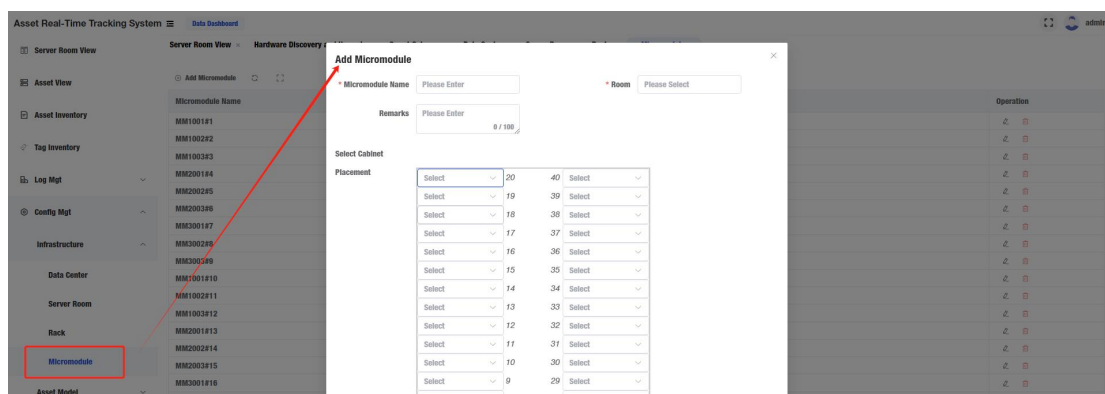 Asset Real-Time Tracking System Data Dashboard admin
Server Room View Server Room View × Hardware Discovery
Add Micromodule ×
Asset View Add Micromodule
* Micromodule Name Please Enter * Room Please Select
Micromodule Name Operation
Remarks Please Enter
0 / 100
Asset Inventory MM1001#1
MM1002#2
Tag Inventory MM1003#3 Select Cabinet
Log Mgt MM2001#4 Placement Select 20 40 Select
MM2002#5 Select 19 39 Select
Config Mgt MM2003#6 Select 18 38 Select
MM3001#7 Select 17 37 Select
Infrastructure MM3002#8 Select 16 36 Select
MM3003#9 Select 15 35 Select
Data Center MM1001#10 Select 14 34 Select
Server Room MM1002#11 Select 13 33 Select
MM1003#12 Select 12 32 Select
Rack MM2001#13 Select 11 31 Select
MM2002#14 Select 10 30 Select
Micromodule MM2003#15 Select 9 29 Select
Asset Model MM3001#16